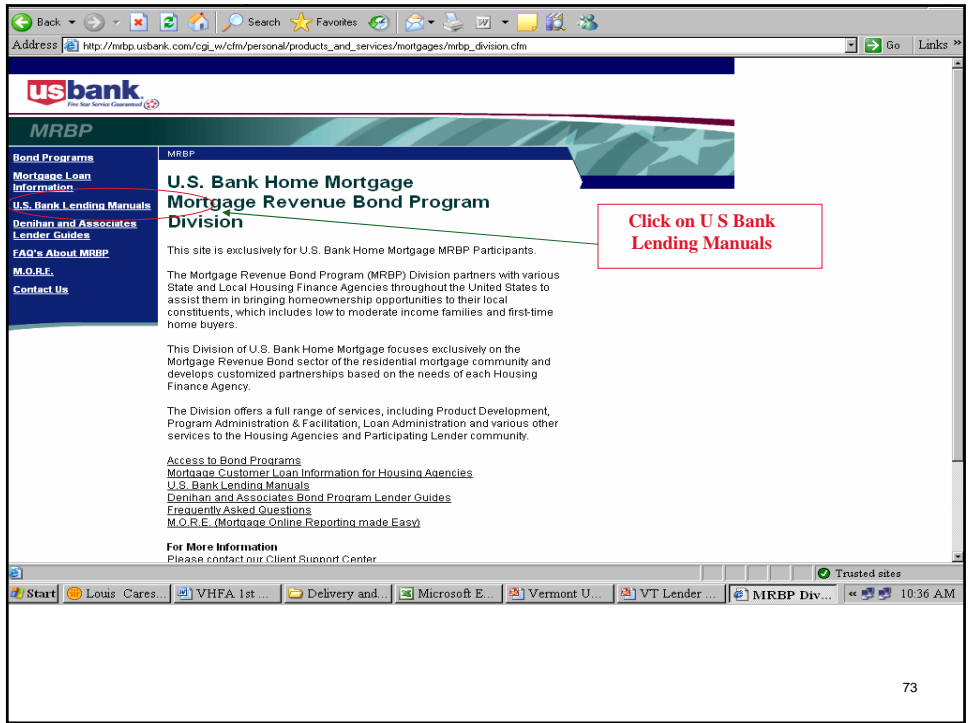 Back Search Favorites
Address http://mrbp.usbank.com/cgi_w/cfm/personal/products_and_services/mortgages/mrbp_division.cfm Go Links »
usbank.
Five Star Service Guaranteed
MRBP
Bond Programs
Mortgage Loan
Information
U.S. Bank Lending Manuals
Denihan and Associates
Lender Guides
FAQ's About MRBP
M.O.R.E.
Contact Us
MRBP
U.S. Bank Home Mortgage
Mortgage Revenue Bond Program
Division
Click on U S Bank
Lending Manuals
This site is exclusively for U.S. Bank Home Mortgage MRBP Participants.
The Mortgage Revenue Bond Program (MRBP) Division partners with various
State and Local Housing Finance Agencies throughout the United States to
assist them in bringing homeownership opportunities to their local
constituents, which includes low to moderate income families and first-time
home buyers.
This Division of U.S. Bank Home Mortgage focuses exclusively on the
Mortgage Revenue Bond sector of the residential mortgage community and
develops customized partnerships based on the needs of each Housing
Finance Agency.
The Division offers a full range of services, including Product Development,
Program Administration & Facilitation, Loan Administration and various other
services to the Housing Agencies and Participating Lender community.
Access to Bond Programs
Mortgage Customer Loan Information for Housing Agencies
U.S. Bank Lending Manuals
Denihan and Associates Bond Program Lender Guides
Frequently Asked Questions
M.O.R.E. (Mortgage Online Reporting made Easy)
For More Information
Please contact our Client Support Center
Trusted sites
Start Louis Cares... VHFA 1st ... Delivery and... Microsoft E... Vermont U... VT Lender ... MRBP Div... « 10:36 AM
73